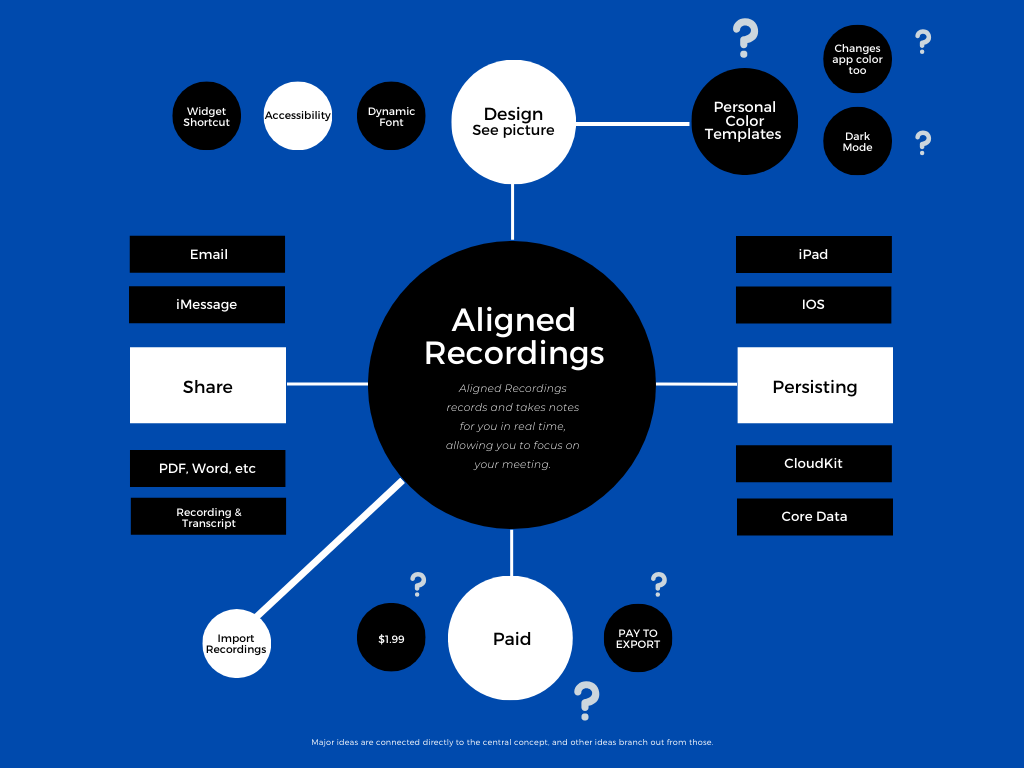 ?
Changes
app color
too
?
Widget
Shortcut
Accessibility
Dynamic
Font
Design
See picture
Personal
Color
Templates
Dark
Mode
?
Email
iMessage
Share
PDF, Word, etc
Recording &
Transcript
Aligned
Recordings
Aligned Recordings
records and takes notes
for you in real time,
allowing you to focus on
your meeting.
iPad
IOS
Persisting
CloudKit
Core Data
Import
Recordings
?
$1.99
Paid
?
?
PAY TO
EXPORT
Major ideas are connected directly to the central concept, and other ideas branch out from those.